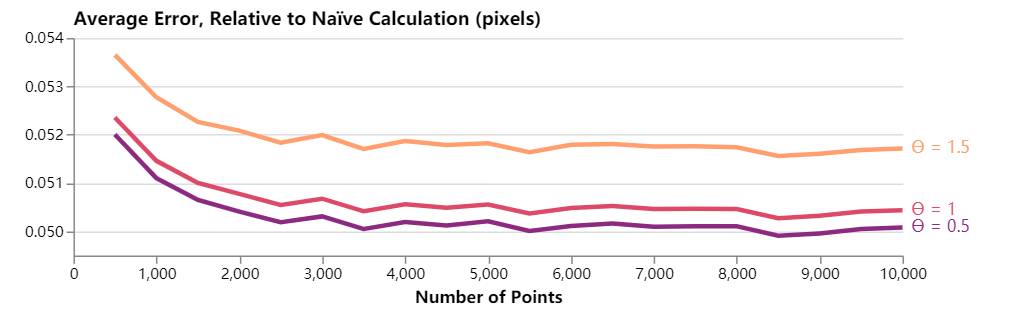 Average Error, Relative to Naïve Calculation (pixels)
0.054
0.053
0.052
0.051
0.050
ϴ = 1.5
ϴ = 1
ϴ = 0.5
0 1,000 2,000 3,000 4,000 5,000 6,000 7,000 8,000 9,000 10,000
Number of Points